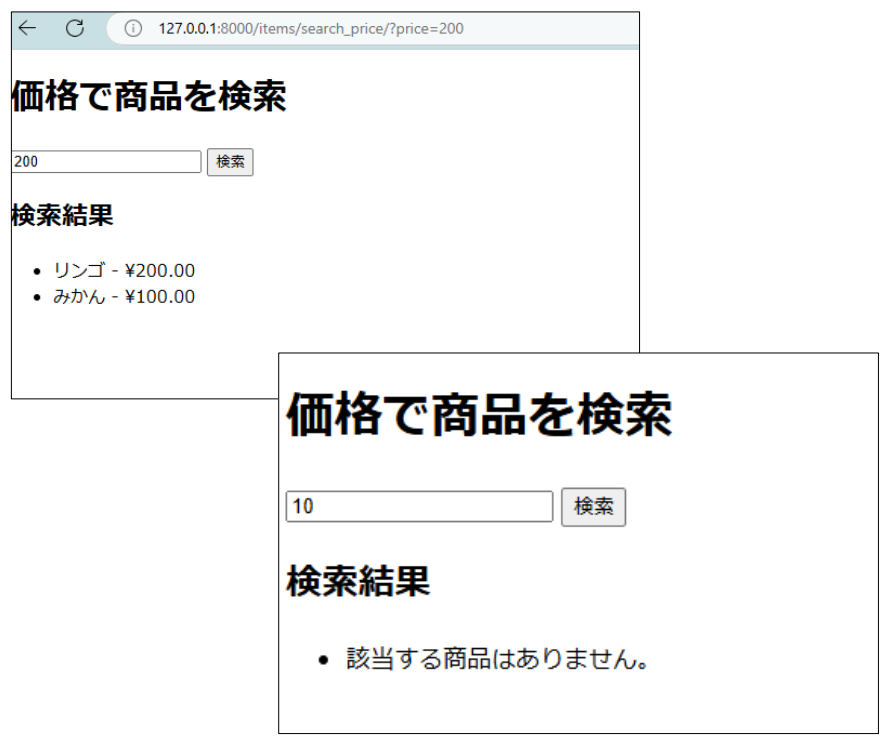 127.0.0.1:8000/items/search_price/?price=200
価格で商品を検索
200 検索
検索結果
• リンゴ - ¥200.00
• みかん - ¥100.00
価格で商品を検索
10 検索
検索結果
• 該当する商品はありません。